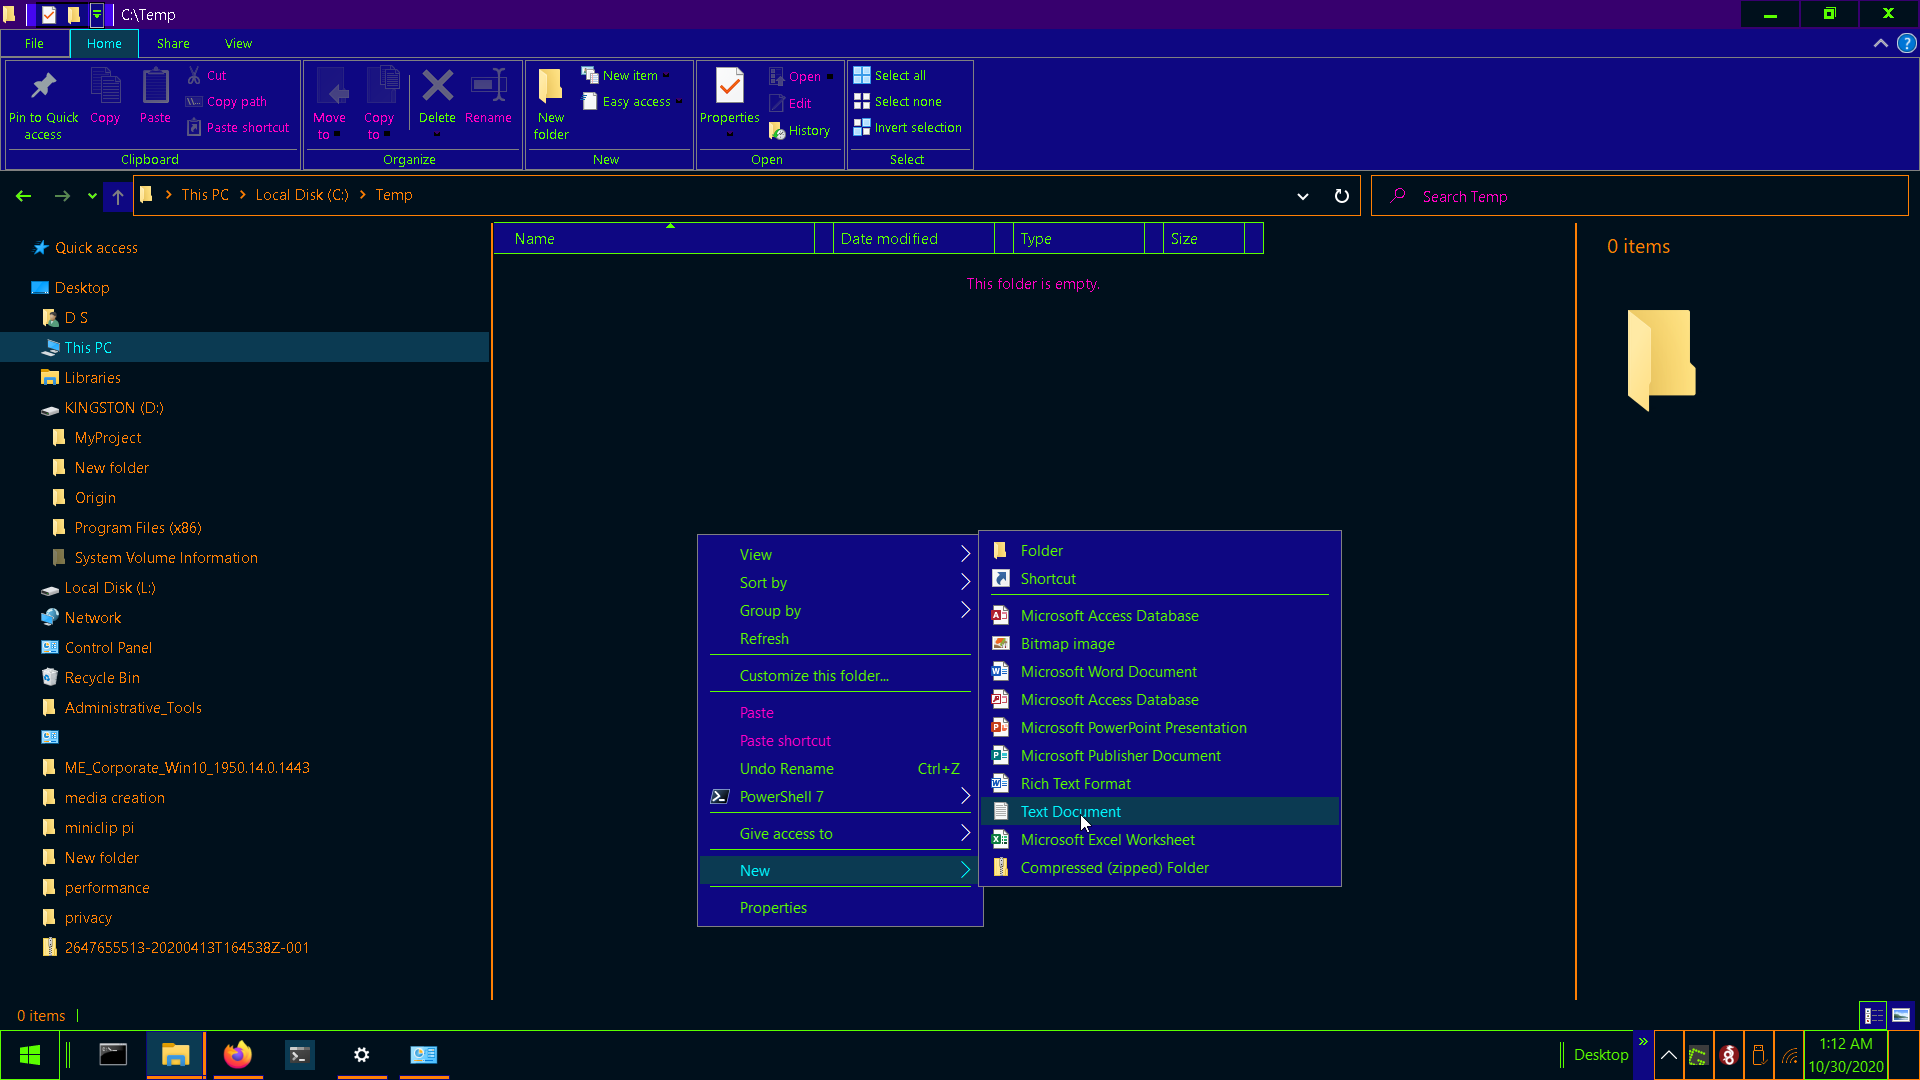 C:\Temp
File
Home
Share
View
Pin to Quick
access
Copy
Paste
Cut
Copy path
Paste shortcut
Clipboard
Move
to
Copy
to
Delete
Rename
Organize
New
folder
New item
Easy access
New
Properties
Open
Edit
History
Open
Select all
Select none
Invert selection
Select
This PC
Local Disk (C:)
Temp
Search Temp
Quick access
Desktop
D S
This PC
Libraries
KINGSTON (D:)
MyProject
New folder
Origin
Program Files (x86)
System Volume Information
Local Disk (L:)
Network
Control Panel
Recycle Bin
Administrative_Tools
ME_Corporate_Win10_1950.14.0.1443
media creation
miniclip pi
New folder
performance
privacy
2647655513-20200413T164538Z-001
Name
Date modified
Type
Size
This folder is empty.
0 items
View
Sort by
Group by
Refresh
Customize this folder...
Paste
Paste shortcut
Undo Rename Ctrl+Z
PowerShell 7
Give access to
New
Properties
Folder
Shortcut
Microsoft Access Database
Bitmap image
Microsoft Word Document
Microsoft Access Database
Microsoft PowerPoint Presentation
Microsoft Publisher Document
Rich Text Format
Text Document
Microsoft Excel Worksheet
Compressed (zipped) Folder
0 items
Desktop
1:12 AM
10/30/2020